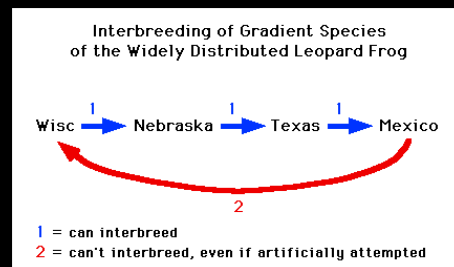 Interbreeding of Gradient Species
of the Widely Distributed Leopard Frog
1 1 1
Wisc Nebraska Texas Mexico
2
1 = can interbreed
2 = can't interbreed, even if artificially attempted